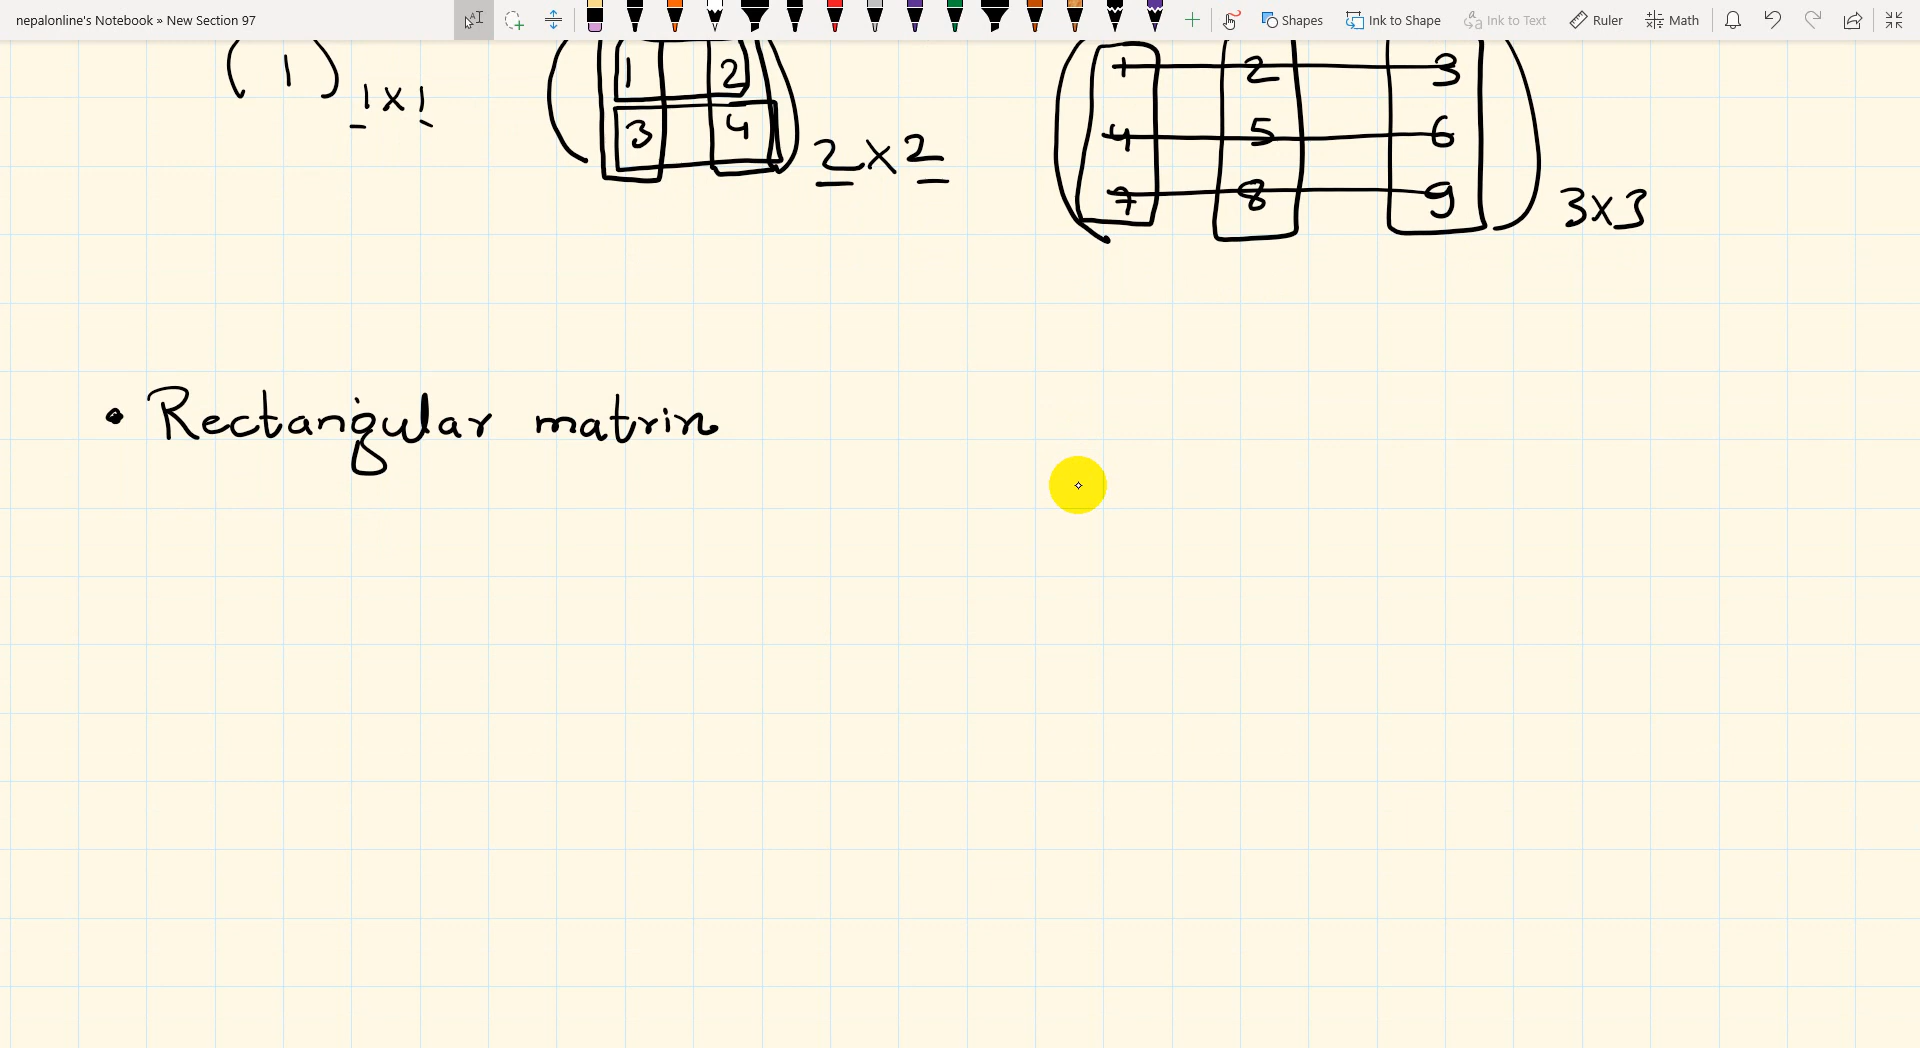 nepalonline's Notebook » New Section 97
Shapes Ink to Shape Ink to Text Ruler Math
(1) 1x1
1 2
3 4
2x2
1 2 3
4 5 6
7 8 9
3x3
• Rectangular matrix